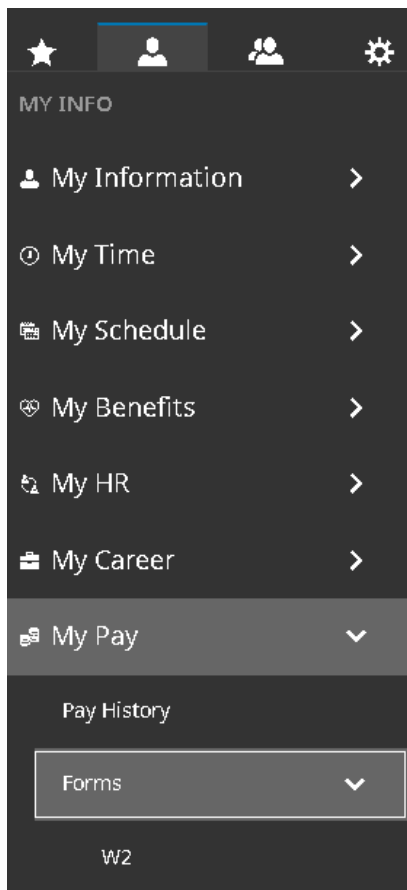 MY INFO
My Information
My Time
My Schedule
My Benefits
My HR
My Career
My Pay
Pay History
Forms
W2